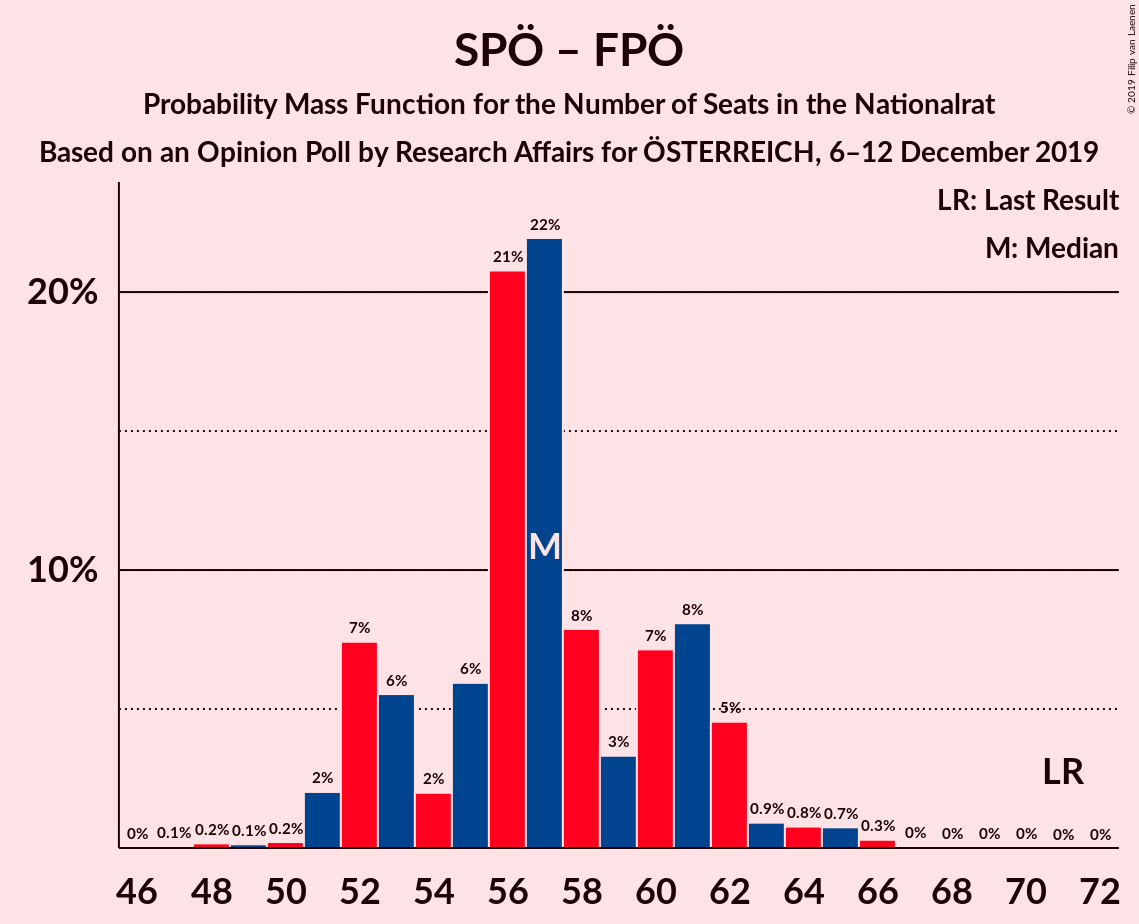 SPÖ – FPÖ
Probability Mass Function for the Number of Seats in the Nationalrat
Based on an Opinion Poll by Research Affairs for ÖSTERREICH, 6–12 December 2019
© 2019 Filip van Laenen
LR: Last Result
M: Median
20%
10%
0% 0.1% 0.2% 0.1% 0.2% 2% 7% 6% 2% 6% 21% 22% 8% 3% 7% 8% 5% 0.9% 0.8% 0.7% 0.3% 0% 0% 0% 0% 0% 0%
M
LR
46 48 50 52 54 56 58 60 62 64 66 68 70 72